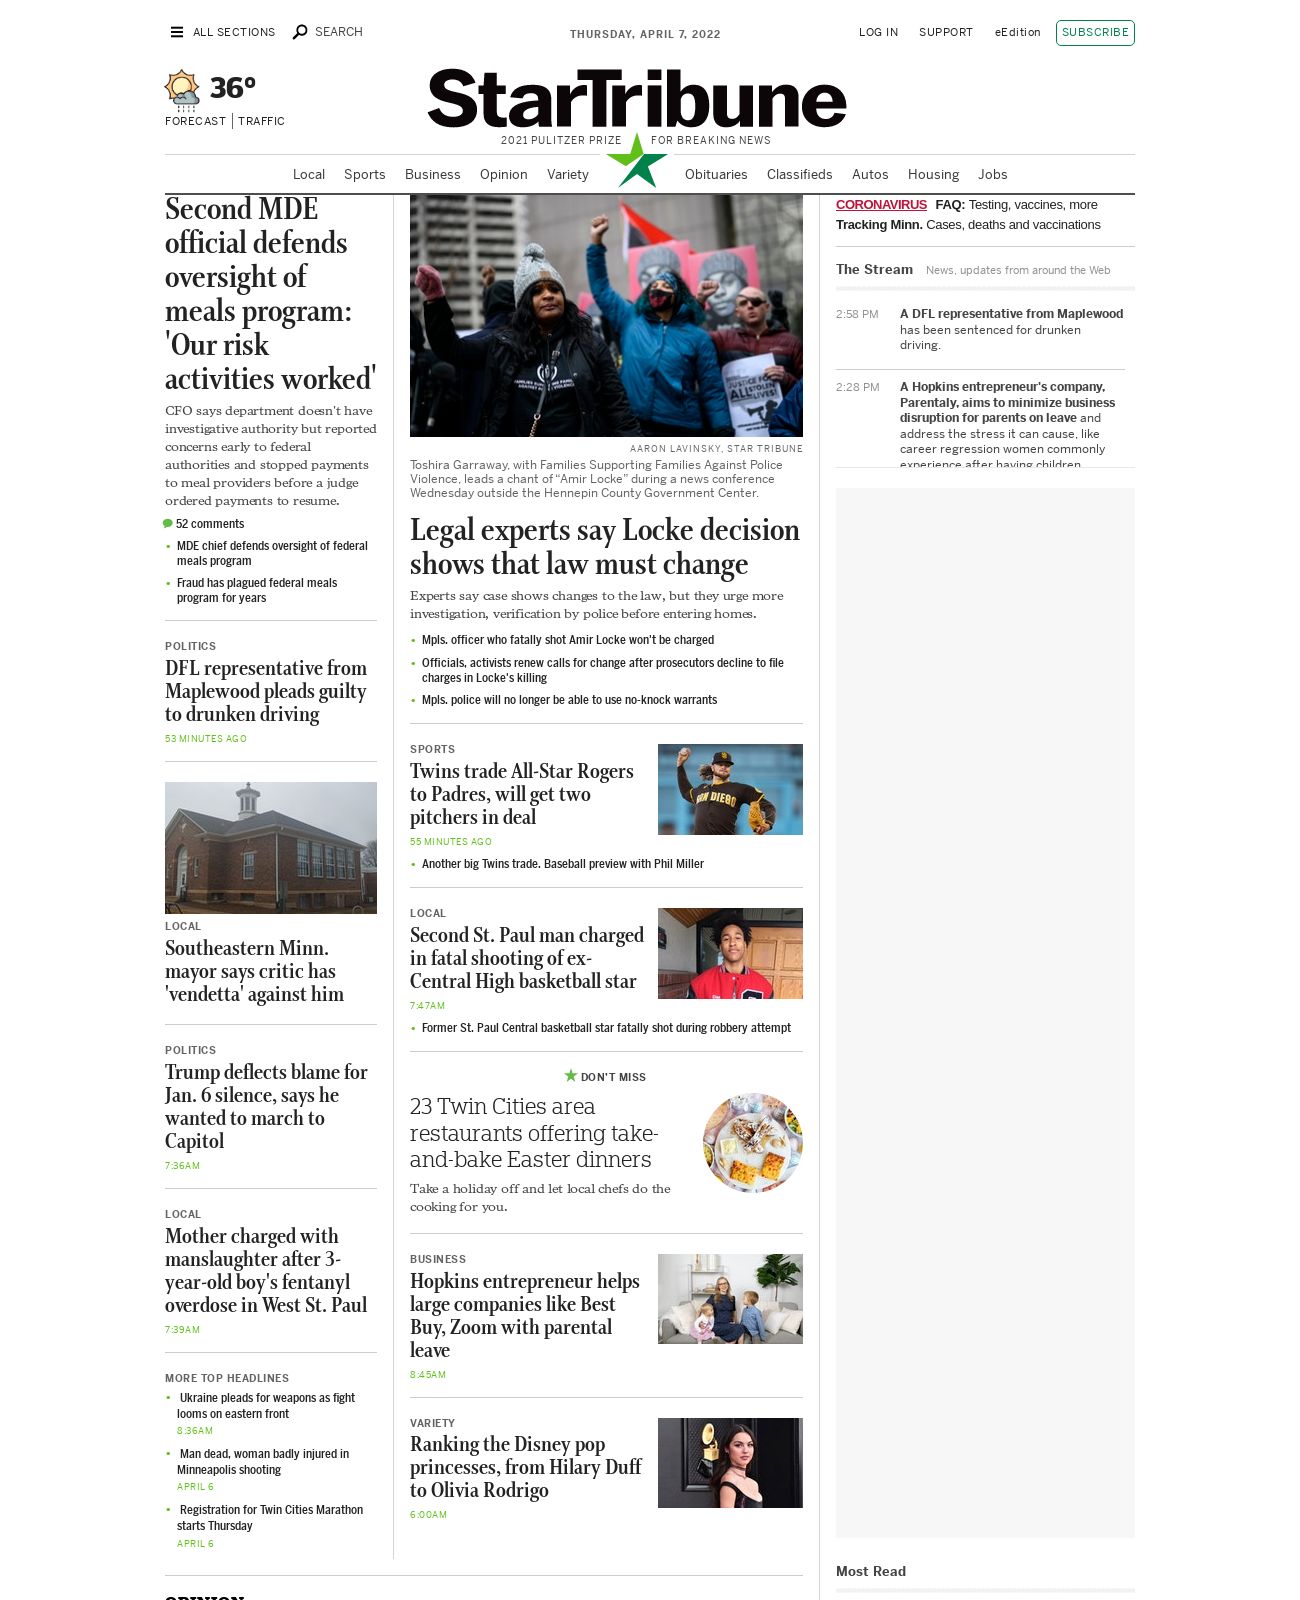 ALL SECTIONS
SEARCH
THURSDAY, APRIL 7, 2022
LOG IN
SUPPORT
eEdition
SUBSCRIBE
36º
FORECAST
TRAFFIC
StarTribune
2021 PULITZER PRIZE
FOR BREAKING NEWS
Local
Sports
Business
Opinion
Variety
Obituaries
Classifieds
Autos
Housing
Jobs
Second MDE
official defends
oversight of
meals program:
'Our risk
activities worked'
CFO says department doesn't have
investigative authority but reported
concerns early to federal
authorities and stopped payments
to meal providers before a judge
ordered payments to resume.
52 comments
MDE chief defends oversight of federal
meals program
Fraud has plagued federal meals
program for years
POLITICS
DFL representative from
Maplewood pleads guilty
to drunken driving
53 MINUTES AGO
LOCAL
Southeastern Minn.
mayor says critic has
'vendetta' against him
POLITICS
Trump deflects blame for
Jan. 6 silence, says he
wanted to march to
Capitol
7:36AM
LOCAL
Mother charged with
manslaughter after 3-
year-old boy's fentanyl
overdose in West St. Paul
7:39AM
MORE TOP HEADLINES
Ukraine pleads for weapons as fight
looms on eastern front
8:36AM
Man dead, woman badly injured in
Minneapolis shooting
APRIL 6
Registration for Twin Cities Marathon
starts Thursday
APRIL 6
OPINION
FAMILIES SUPPORTING FAMILIES
JUSTICE FOR
ALL STOLEN
LIVES!
AARON LAVINSKY, STAR TRIBUNE
Toshira Garraway, with Families Supporting Families Against Police
Violence, leads a chant of “Amir Locke” during a news conference
Wednesday outside the Hennepin County Government Center.
Legal experts say Locke decision
shows that law must change
Experts say case shows changes to the law, but they urge more
investigation, verification by police before entering homes.
Mpls. officer who fatally shot Amir Locke won't be charged
Officials, activists renew calls for change after prosecutors decline to file
charges in Locke's killing
Mpls. police will no longer be able to use no-knock warrants
SPORTS
Twins trade All-Star Rogers
to Padres, will get two
pitchers in deal
55 MINUTES AGO
SAN DIEGO
Another big Twins trade. Baseball preview with Phil Miller
LOCAL
Second St. Paul man charged
in fatal shooting of ex-
Central High basketball star
7:47AM
Former St. Paul Central basketball star fatally shot during robbery attempt
DON'T MISS
23 Twin Cities area
restaurants offering take-
and-bake Easter dinners
Take a holiday off and let local chefs do the
cooking for you.
BUSINESS
Hopkins entrepreneur helps
large companies like Best
Buy, Zoom with parental
leave
8:45AM
VARIETY
Ranking the Disney pop
princesses, from Hilary Duff
to Olivia Rodrigo
6:00AM
CORONAVIRUS FAQ: Testing, vaccines, more
Tracking Minn. Cases, deaths and vaccinations
The Stream News, updates from around the Web
2:58 PM
A DFL representative from Maplewood
has been sentenced for drunken
driving.
2:28 PM
A Hopkins entrepreneur's company,
Parentaly, aims to minimize business
disruption for parents on leave and
address the stress it can cause, like
career regression women commonly
experience after having children
Most Read